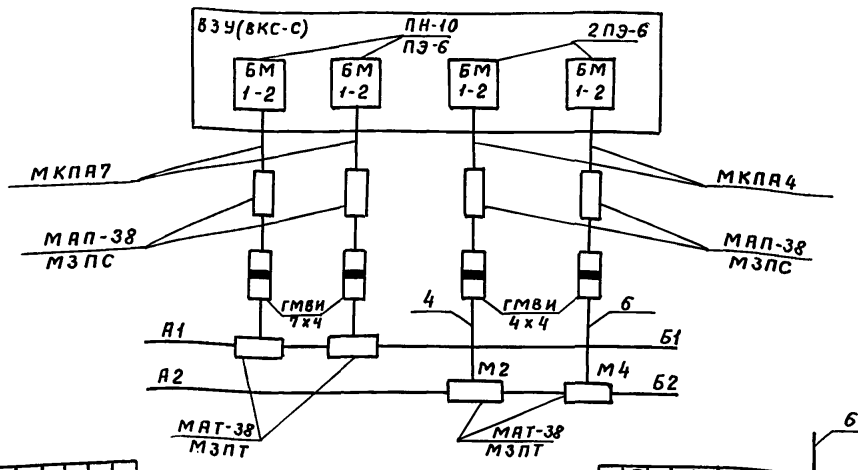 ВЗУ(ВКС-С)
ПН-10
ПЭ-6
2ПЭ-6
БМ
1-2
БМ
1-2
БМ
1-2
БМ
1-2
МКПА7
МКПА4
МАП-38
МЗПС
МАП-38
МЗПС
ГМВИ
7х4
4
ГМВИ
4х4
6
А1
Б1
А2
М2
М4
Б2
МАТ-38
МЗПТ
МАТ-38
МЗПТ
6